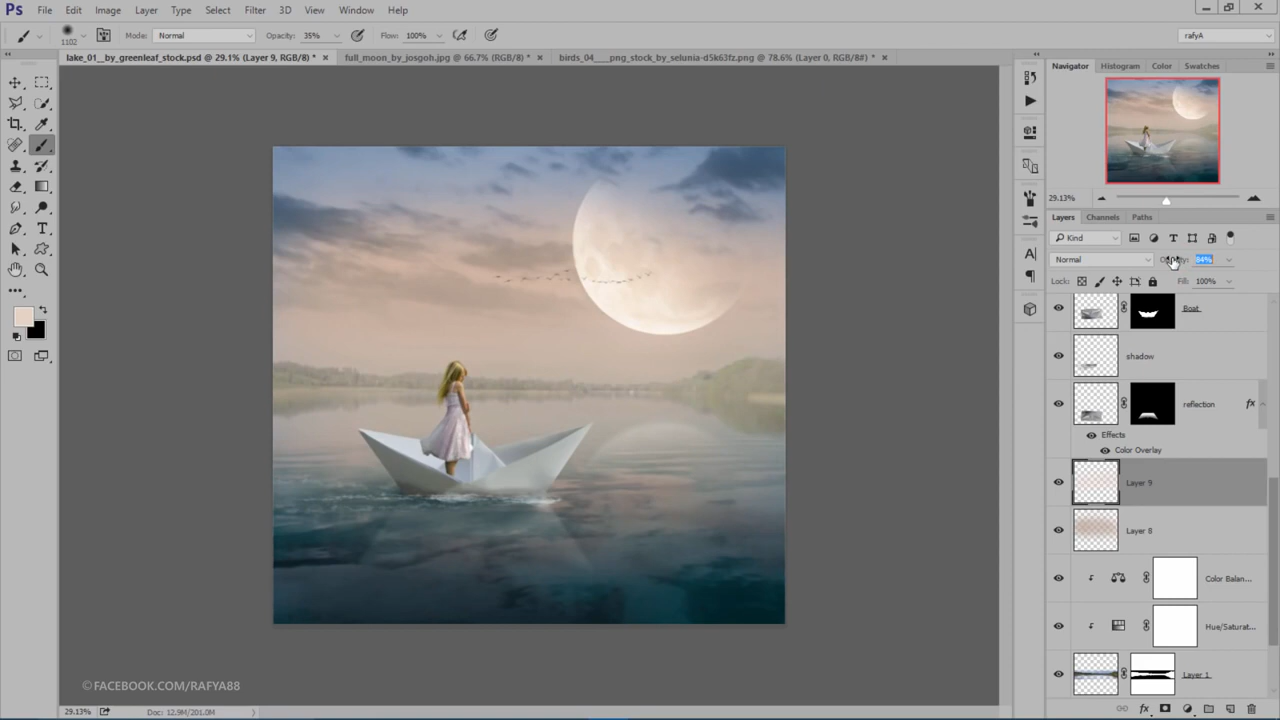 Ps File Edit Image Layer Type Select Filter 3D View Window Help
1102 Mode: Normal Opacity: 35% Flow: 100% rafyA
lake_01__by_greenleaf_stock.psd @ 29.1% (Layer 9, RGB/8) * × full_moon_by_josgoh.jpg @ 66.7% (RGB/8) * × birds_04___png_stock_by_selunia-d5k63fz.png @ 78.6% (Layer 0, RGB/8#) * ×
Navigator Histogram Color Swatches
29.13%
Layers Channels Paths
Kind
Normal Opacity: 84%
Lock: Fill: 100%
Boat
shadow
reflection fx
Effects
Color Overlay
Layer 9
Layer 8
Color Balan...
Hue/Saturat...
Layer 1
©FACEBOOK.COM/RAFYA88
29.13% Doc: 12.9M/201.0M